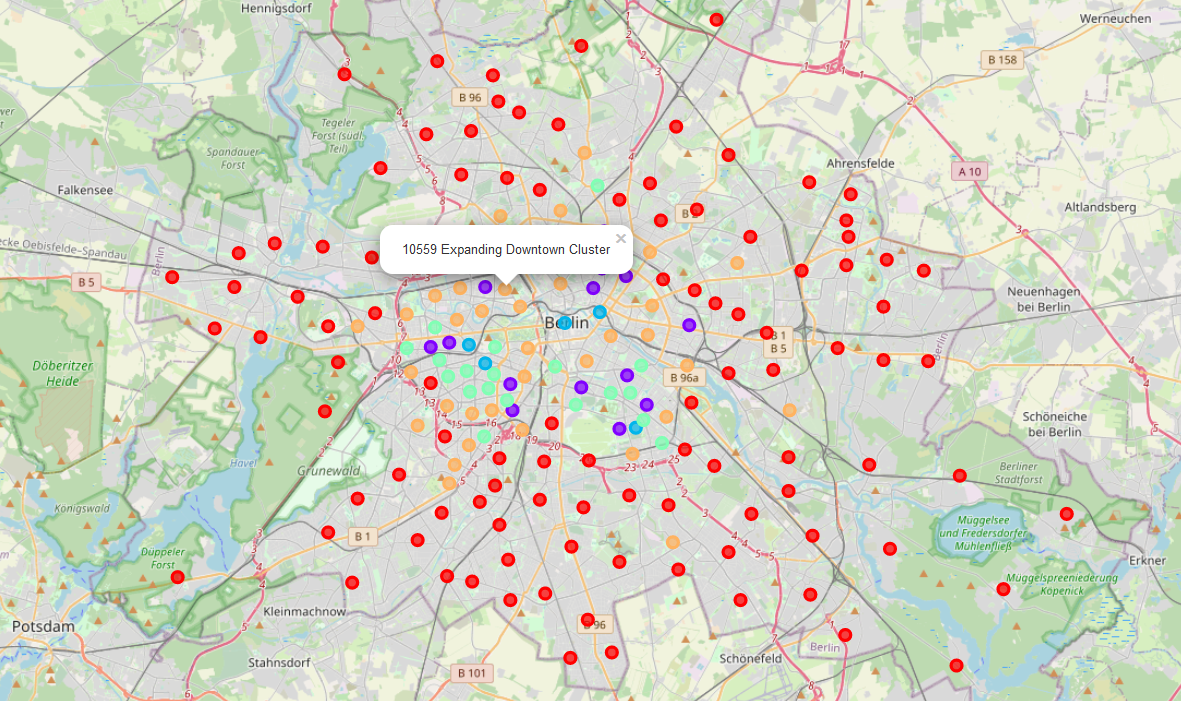 Hennigsdorf
Werneuchen
B 158
B 96
Tegeler
Forst (südl.
Teil)
Spandauer
Forst
Ahrensfelde
A 10
Falkensee
Altlandsberg
10559 Expanding Downtown Cluster
×
Berlin
B 5
Neuenhagen
bei Berlin
Berlin
B 1
B 5
Berlin
Döberitzer
Heide
B 96a
Schöneiche
bei Berlin
Havel
Grunewald
Berliner
Stadtforst
Königswald
Müggelsee
und Fredersdorfer
Mühlenfließ
B 1
Düppeler
Forst
Erkner
Müggelspreeniederung
Köpenick
Kleinmachnow
Potsdam
B 96
Berlin
Stahnsdorf
Schönefeld
B 101